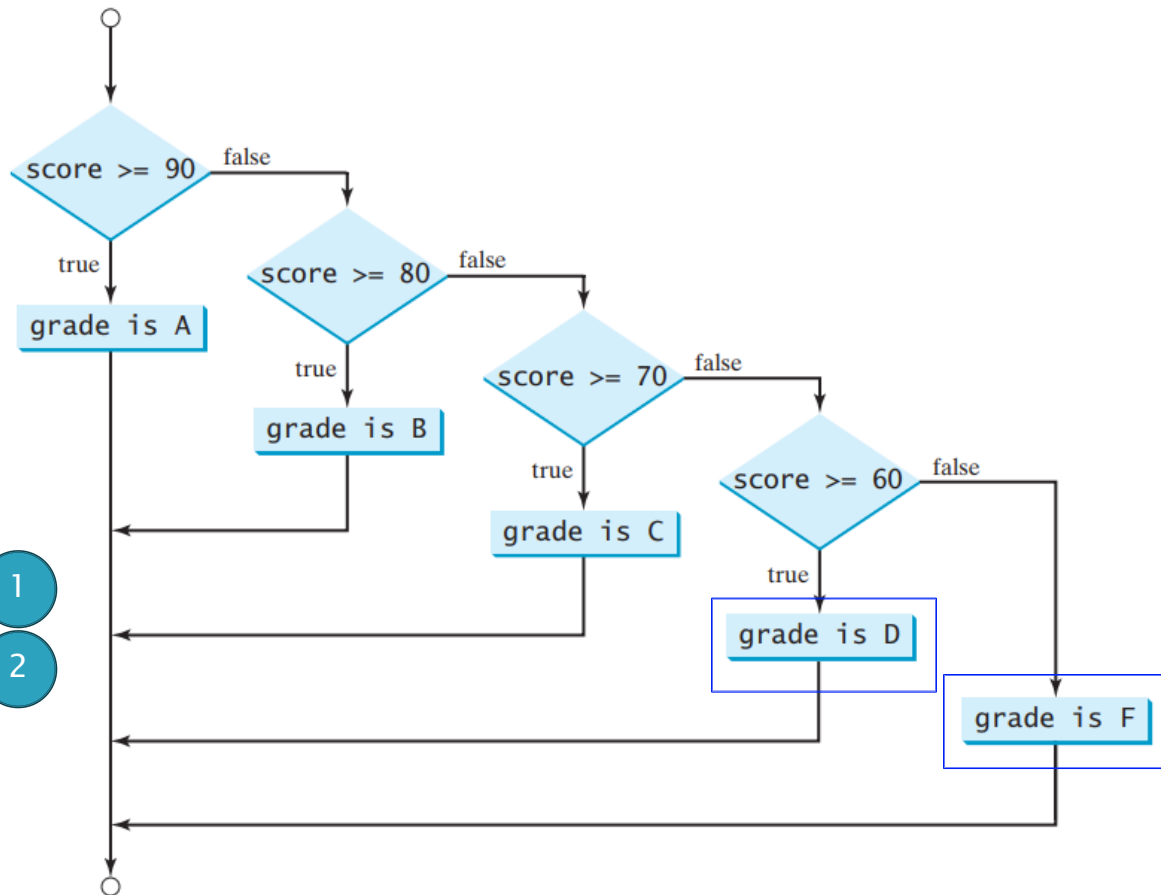 score >= 90
false
true
grade is A
score >= 80
false
true
grade is B
score >= 70
false
true
grade is C
score >= 60
false
true
grade is D
grade is F
1
2